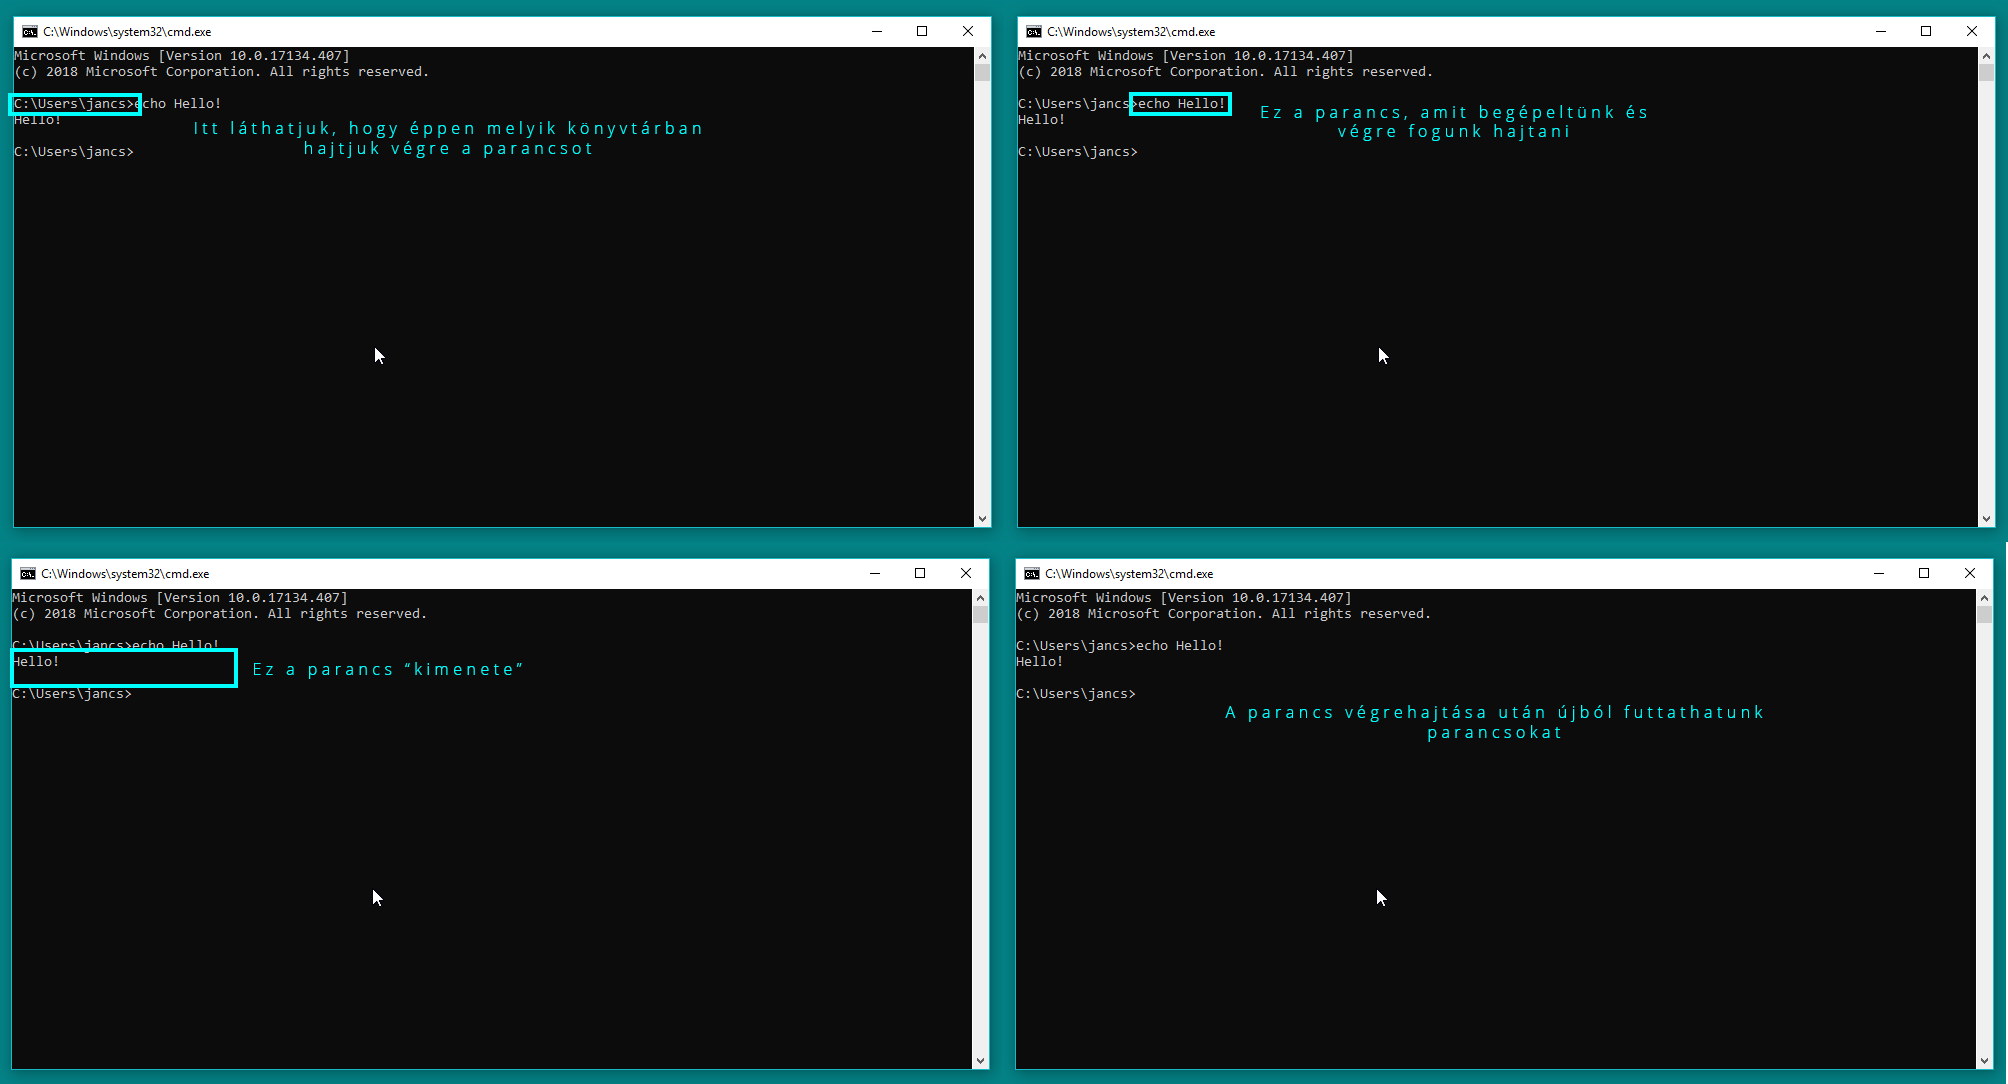 C:\Windows\system32\cmd.exe
Microsoft Windows [Version 10.0.17134.407]
(c) 2018 Microsoft Corporation. All rights reserved.
C:\Users\jancs>echo Hello!
Hello!
Itt láthatjuk, hogy éppen melyik könyvtárban
hajtjuk végre a parancsot
C:\Users\jancs>
C:\Windows\system32\cmd.exe
Microsoft Windows [Version 10.0.17134.407]
(c) 2018 Microsoft Corporation. All rights reserved.
C:\Users\jancs>echo Hello!
Hello!
Ez a parancs, amit begépeltünk és
végre fogunk hajtani
C:\Users\jancs>
C:\Windows\system32\cmd.exe
Microsoft Windows [Version 10.0.17134.407]
(c) 2018 Microsoft Corporation. All rights reserved.
C:\Users\jancs>echo Hello!
Hello!
Ez a parancs “kimenete”
C:\Users\jancs>
C:\Windows\system32\cmd.exe
Microsoft Windows [Version 10.0.17134.407]
(c) 2018 Microsoft Corporation. All rights reserved.
C:\Users\jancs>echo Hello!
Hello!
C:\Users\jancs>
A parancs végrehajtása után újból futtathatunk
parancsokat